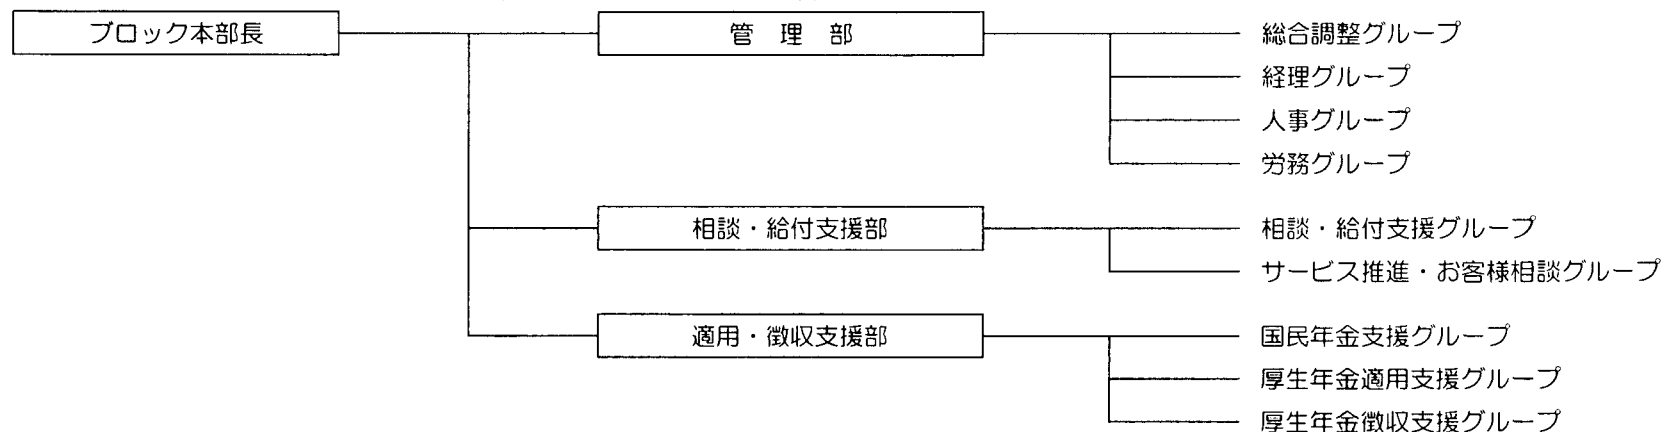 ブロック本部長
管理部
総合調整グループ
経理グループ
人事グループ
労務グループ
相談・給付支援部
相談・給付支援グループ
サービス推進・お客様相談グループ
適用・徴収支援部
国民年金支援グループ
厚生年金適用支援グループ
厚生年金徴収支援グループ